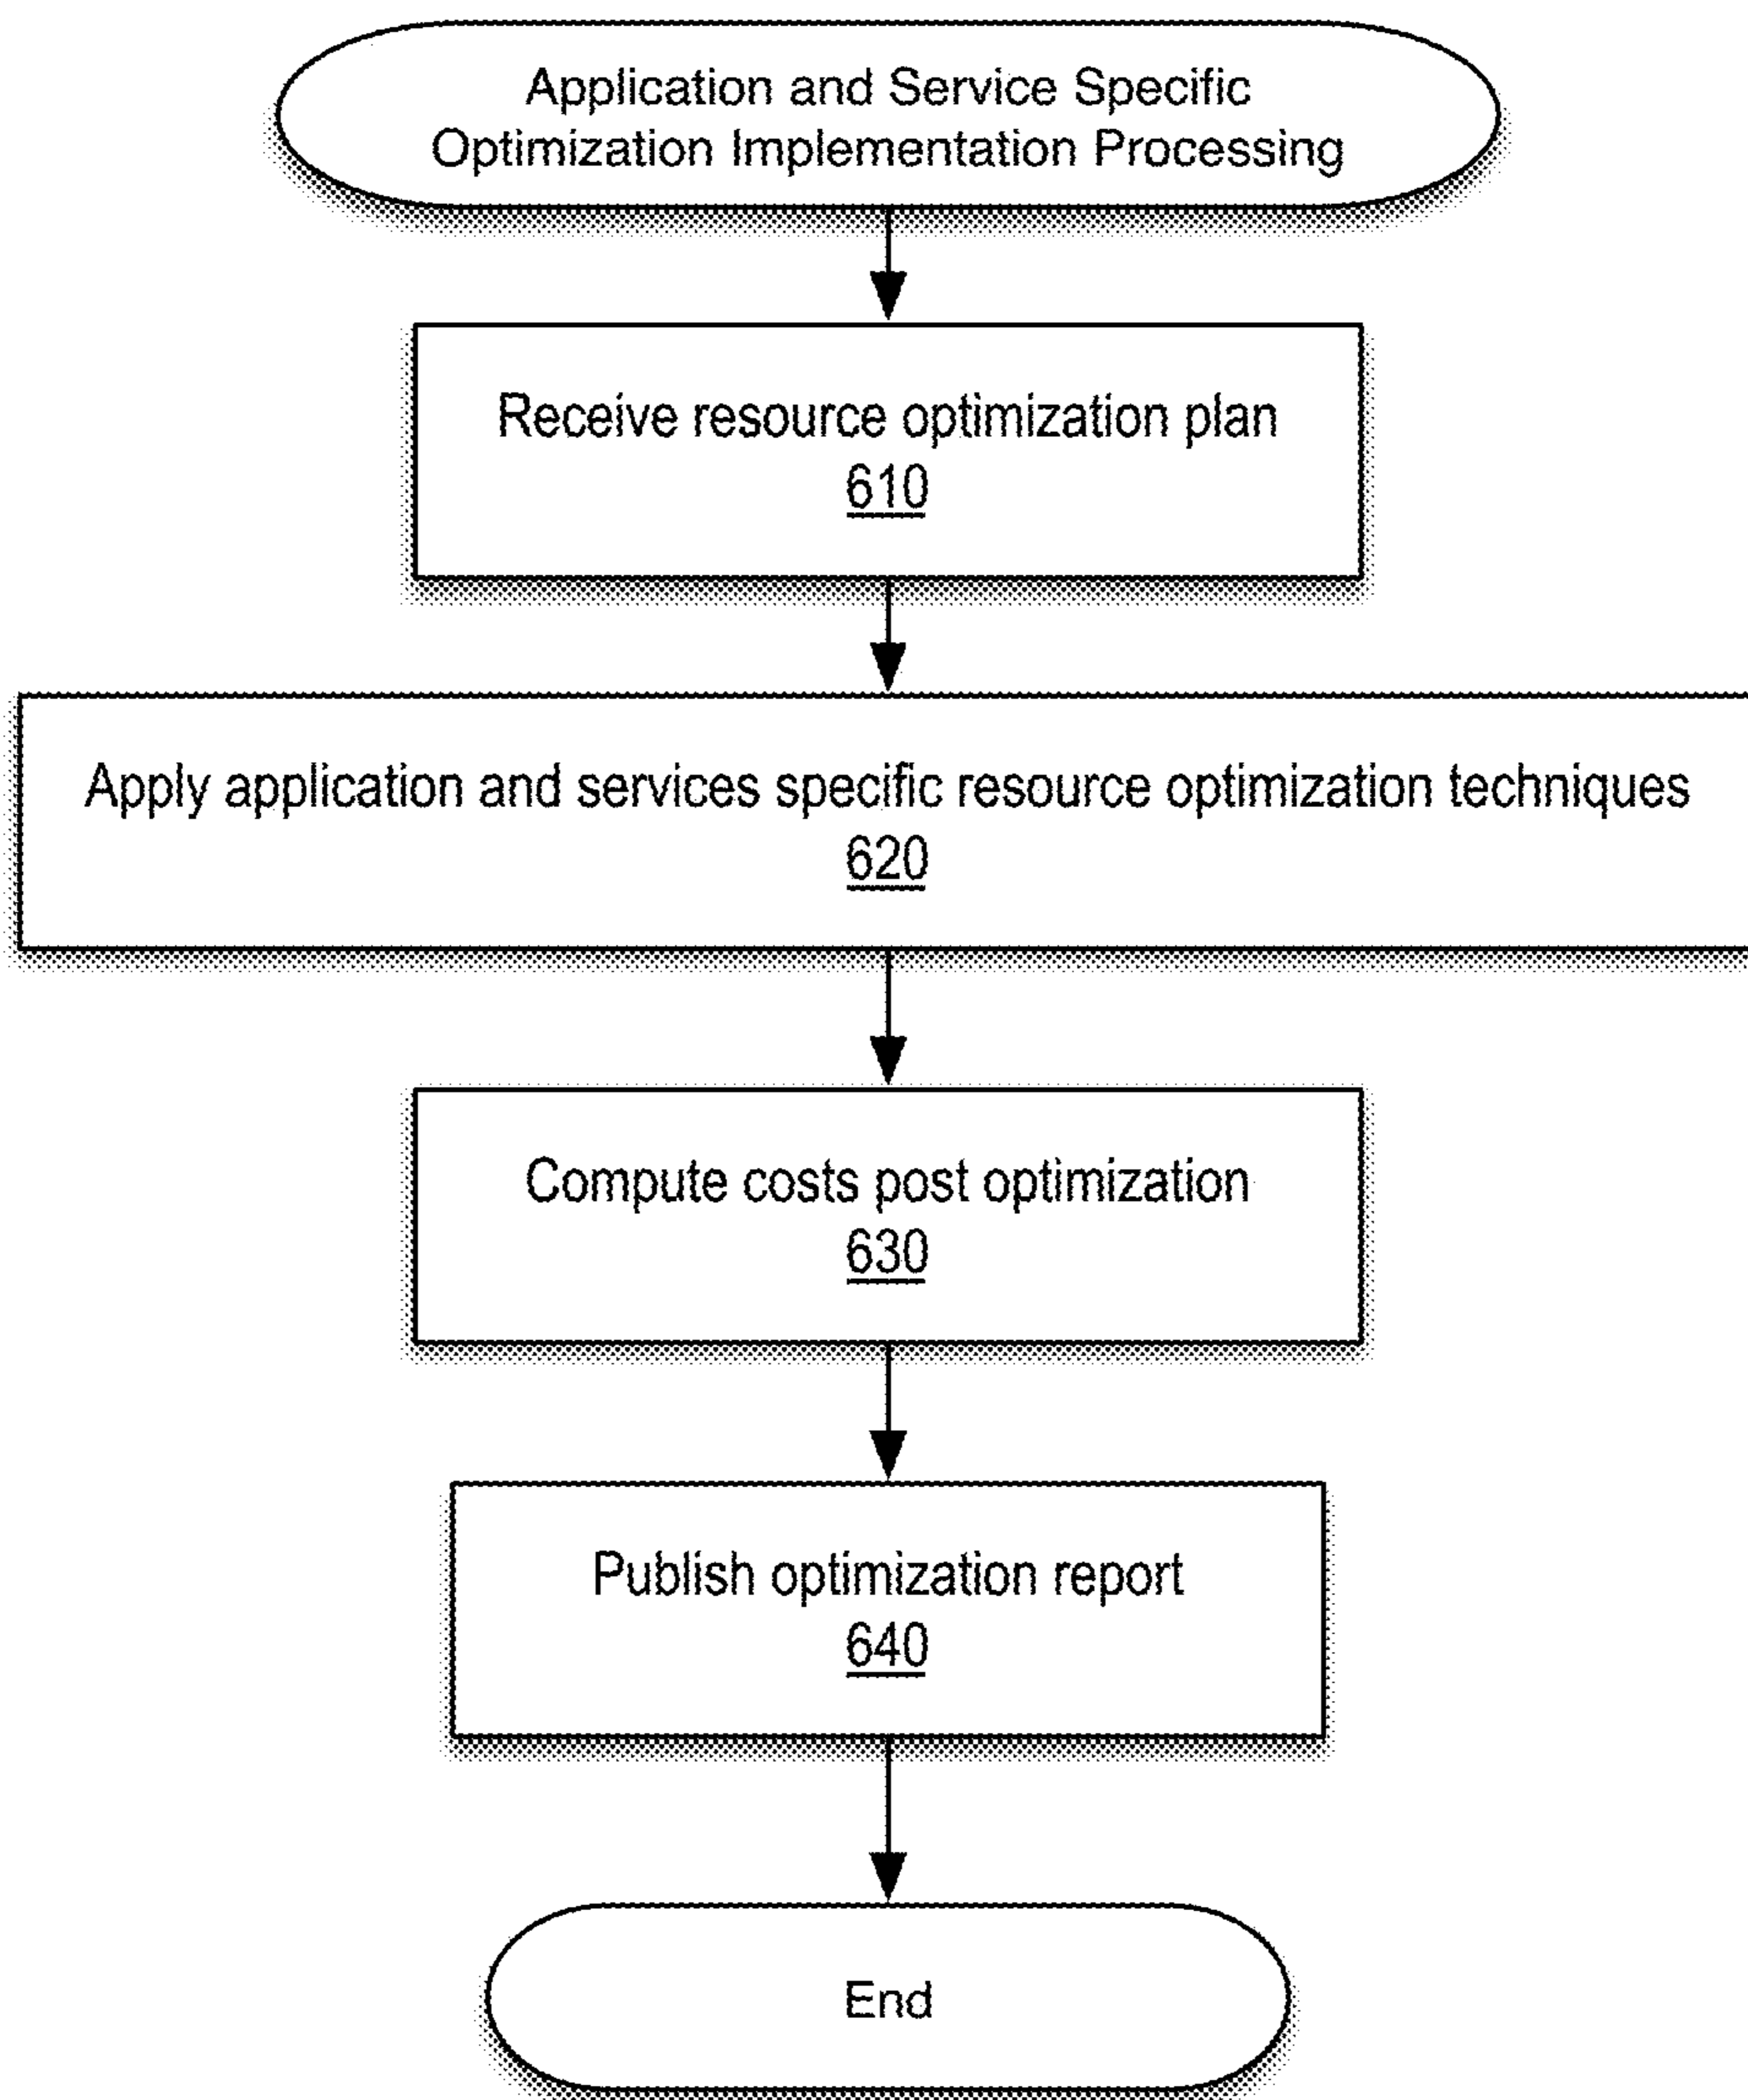 Application and Service Specific
Optimization Implementation Processing
Receive resource optimization plan
610
Apply application and services specific resource optimization techniques
620
Compute costs post optimization
630
Publish optimization report
640
End